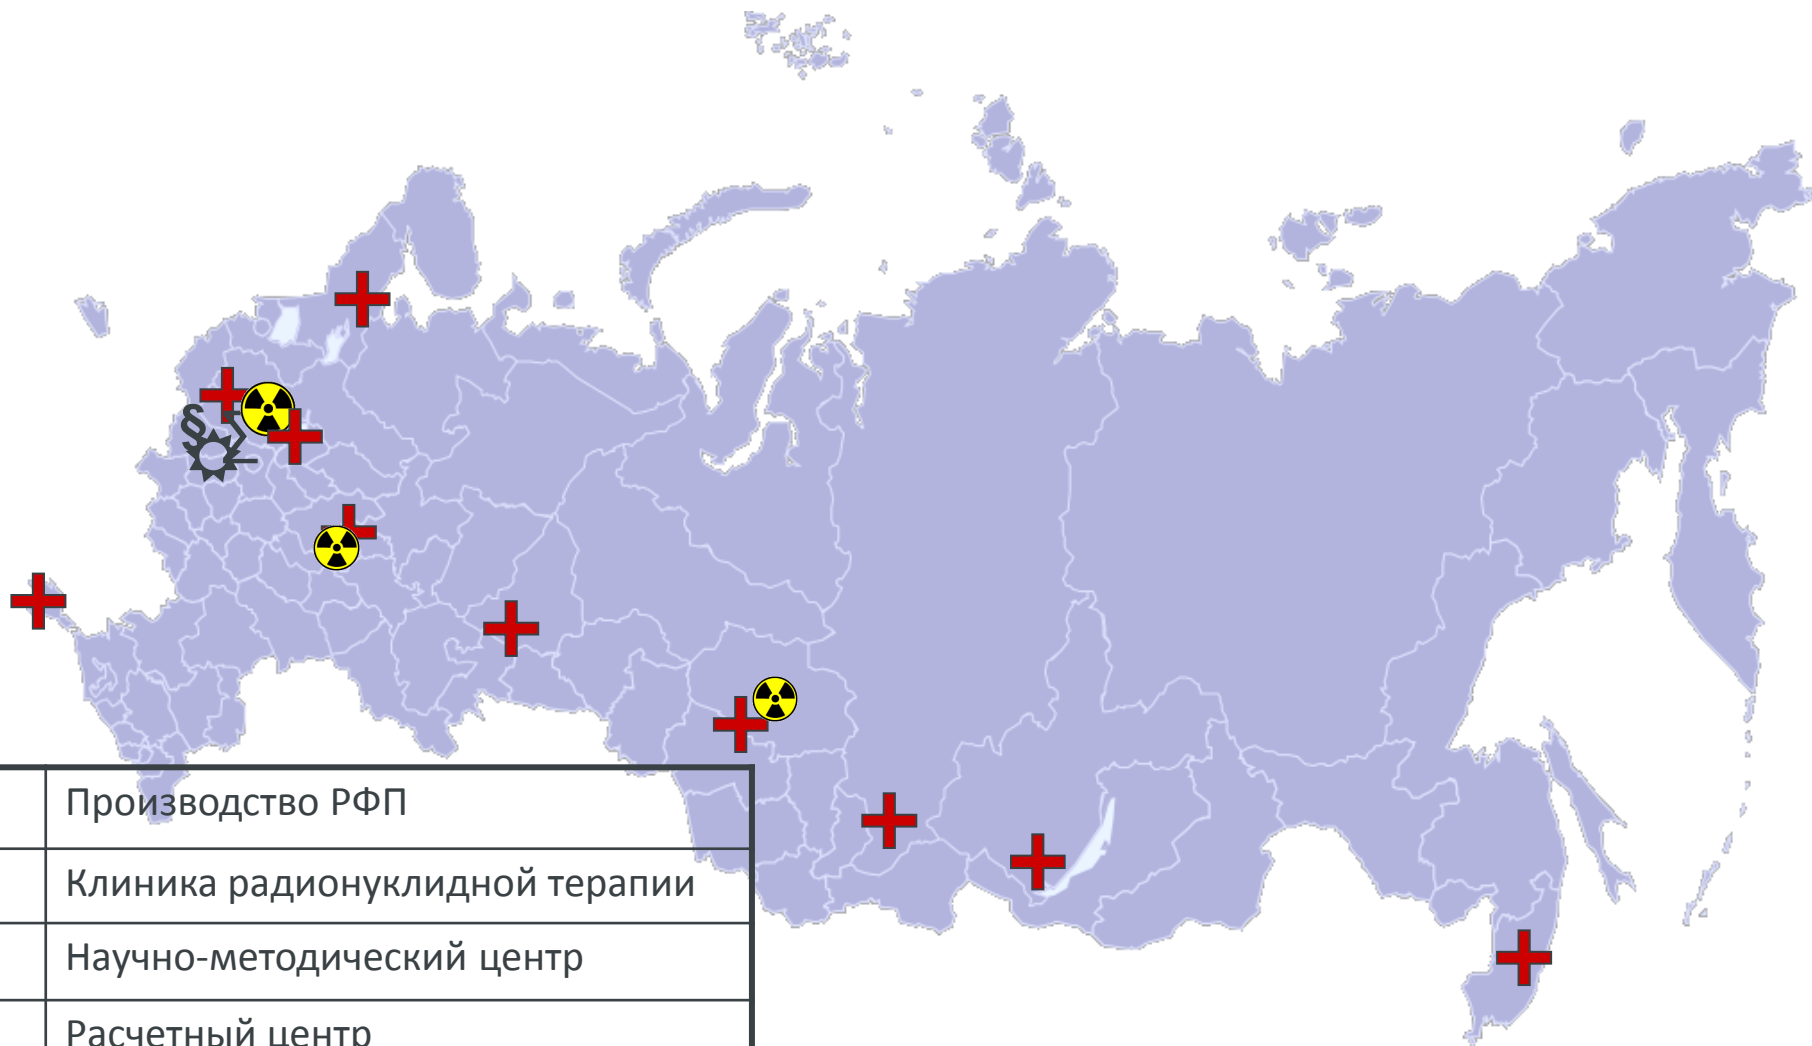 §
Производство РФП
Клиника радионуклидной терапии
Научно-методический центр
Расчетный центр